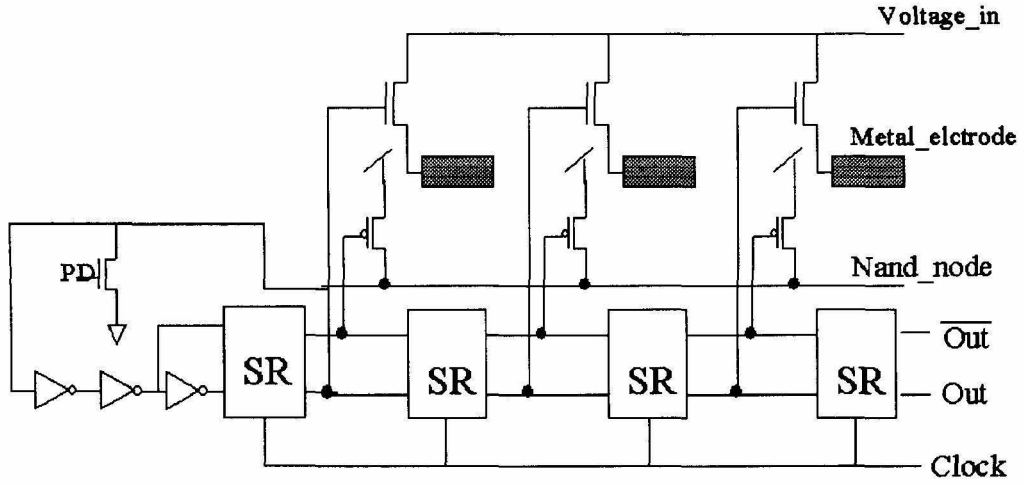 Voltage_in
Metal_elctrode
PD
Nand_node
SR
SR
SR
SR
Out
Out
Clock